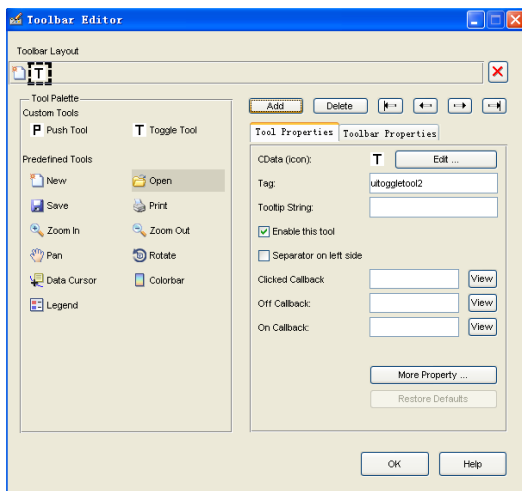 Toolbar Editor
Toolbar Layout
T
Tool Palette
Custom Tools
P Push Tool T Toggle Tool
Predefined Tools
New Open
Save Print
Zoom In Zoom Out
Pan Rotate
Data Cursor Colorbar
Legend
Add Delete
Tool Properties Toolbar Properties
CData (icon): T Edit ...
Tag: uitoggletool2
Tooltip String:
Enable this tool
Separator on left side
Clicked Callback View
Off Callback: View
On Callback: View
More Property ...
Restore Defaults
OK Help